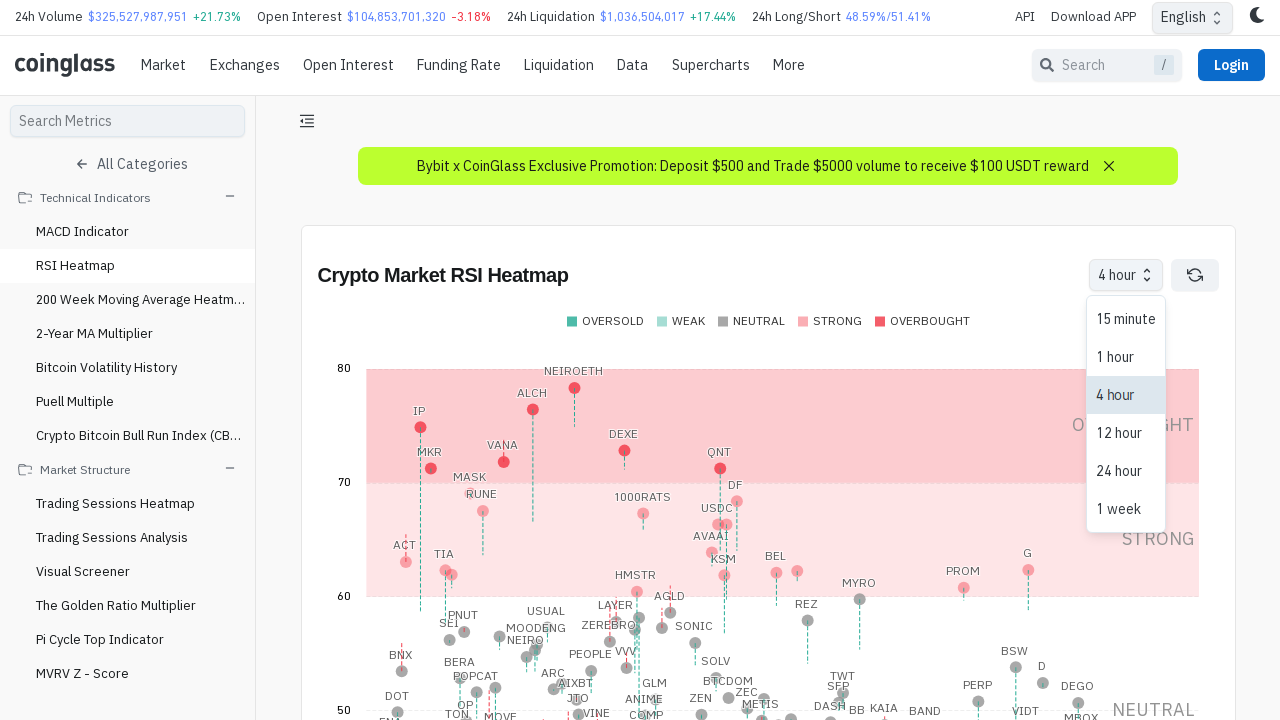 24h Volume $325,527,987,951 +21.73% Open Interest $104,853,701,320 -3.18% 24h Liquidation $1,036,504,017 +17.44% 24h Long/Short 48.59%/51.41% API Download APP English
coinglass Market Exchanges Open Interest Funding Rate Liquidation Data Supercharts More Search / Login
Search Metrics
All Categories
Technical Indicators
MACD Indicator
RSI Heatmap
200 Week Moving Average Heatm...
2-Year MA Multiplier
Bitcoin Volatility History
Puell Multiple
Crypto Bitcoin Bull Run Index (CB...
Market Structure
Trading Sessions Heatmap
Trading Sessions Analysis
Visual Screener
The Golden Ratio Multiplier
Pi Cycle Top Indicator
MVRV Z - Score
Bybit x CoinGlass Exclusive Promotion: Deposit $500 and Trade $5000 volume to receive $100 USDT reward
Crypto Market RSI Heatmap
4 hour
15 minute
1 hour
4 hour
12 hour
24 hour
1 week
OVERSOLD WEAK NEUTRAL STRONG OVERBOUGHT
80
NEIROETH
ALCH
IP
DEXE
VANA
MKR
QNT
MASK
70
DF
RUNE
1000RATS
USDC
STRONG
AVAAI
ACT
TIA
KSM
BEL
G
HMSTR
PROM
MYRO
60
AGLD
LAYER
REZ
USUAL
PNUT
SEI
MOODENG
ZEREBRO
SONIC
NEIRO
BNX
PEOPLE
VVV
BSW
BERA
SOLV
D
POPCAT
ARC
AIXBT
GLM
BTCDOM
TWT
SFP
PERP
DEGO
DOT
JTO
ANIME
ZEN
ZEC
OP
METIS
DASH
BB
KAIA
BAND
VIDT
50
TON
MOVE
VINE
COMP
MBOX
NEUTRAL